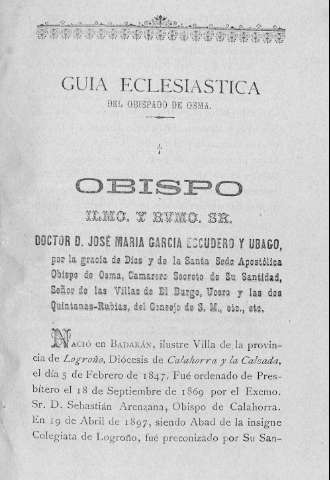 GUIA ECLESIASTICA
DEL OBISPADO DE OSMA.
OBISPO
ILMO. Y RVMO. SR.
DOCTOR D. JOSÉ MARIA GARCIA ESCUDERO Y UBAGO,
por la gracia de Dios y de la Santa Sede Apostólica
Obispo de Osma, Camarero Secreto de Su Santidad,
Señor de las Villas de El Burgo, Ucero y las dos
Quintanas-Rubias, del Consejo de S. M., etc., etc.
NACIÓ en BADARÁN, ilustre Villa de la provin-
cia de Logroño, Diócesis de Calahorra y la Calzada,
el día 5 de Febrero de 1847. Fué ordenado de Pres-
bítero el 18 de Septiembre de 1869 por el Excmo.
Sr. D. Sebastián Arenzana, Obispo de Calahorra.
En 19 de Abril de 1897, siendo Abad de la insigne
Colegiata de Logroño, fué preconizado por Su San-